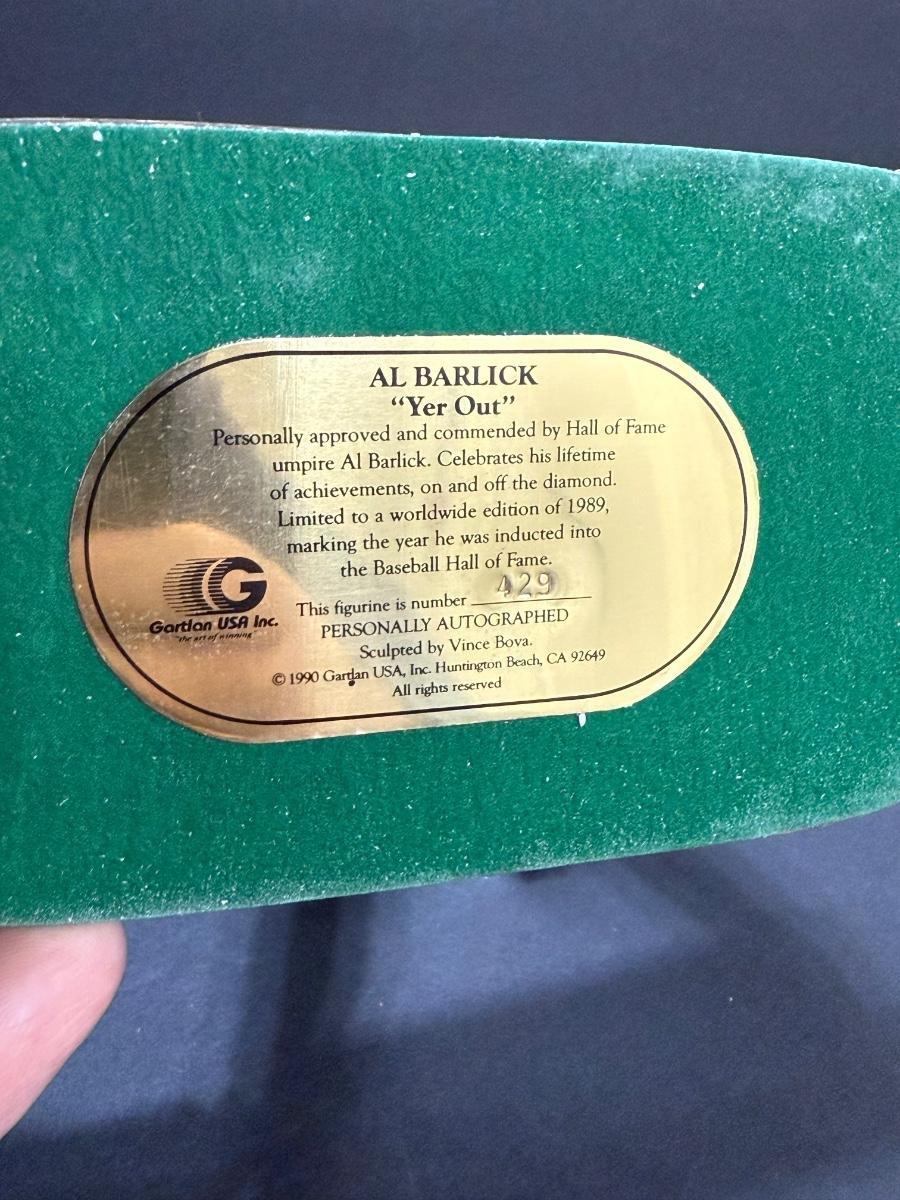 AL BARLICK
“Yer Out”
Personally approved and commended by Hall of Fame
umpire Al Barlick. Celebrates his lifetime
of achievements, on and off the diamond.
Limited to a worldwide edition of 1989,
marking the year he was inducted into
the Baseball Hall of Fame.
This figurine is number 429
PERSONALLY AUTOGRAPHED
Sculpted by Vince Bova.
© 1990 Gartlan USA, Inc. Huntington Beach, CA 92649
All rights reserved
G
Gartlan USA Inc.
"the art of winning"